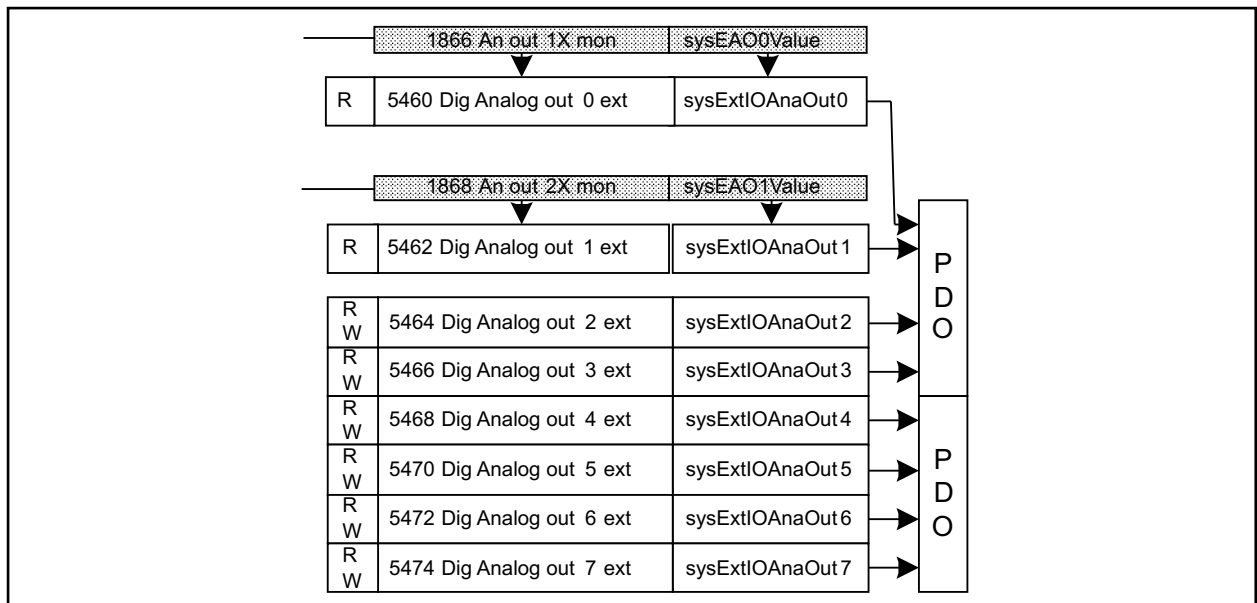 1866 An out 1X mon sysEAO0Value
R 5460 Dig Analog out 0 ext sysExtIOAnaOut0
1868 An out 2X mon sysEAO1Value
R 5462 Dig Analog out 1 ext sysExtIOAnaOut1
R W 5464 Dig Analog out 2 ext sysExtIOAnaOut2
R W 5466 Dig Analog out 3 ext sysExtIOAnaOut3
PDO
R W 5468 Dig Analog out 4 ext sysExtIOAnaOut4
R W 5470 Dig Analog out 5 ext sysExtIOAnaOut5
R W 5472 Dig Analog out 6 ext sysExtIOAnaOut6
R W 5474 Dig Analog out 7 ext sysExtIOAnaOut7
PDO